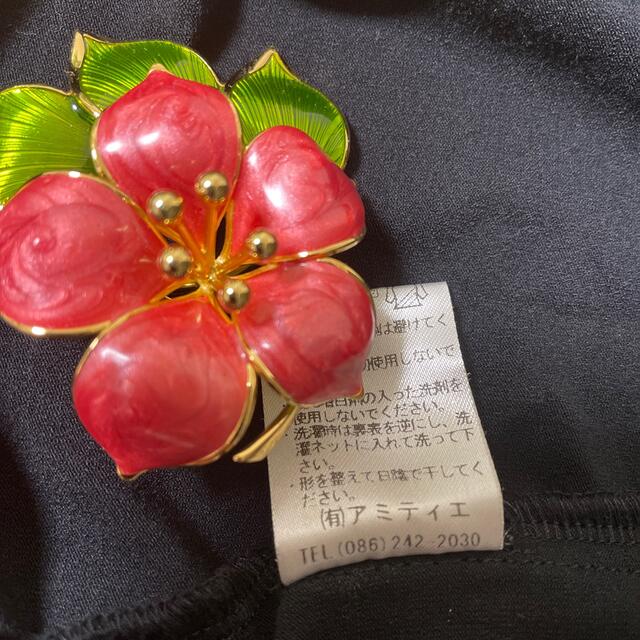 は避けてく
使用しないで
の入った洗剤を
使用しないでください。
・洗濯時は裏表を逆にし、洗
濯ネットに入れて洗って下
さい。
・形を整えて日陰で干してく
ださい。
(有)アミティエ
TEL(086)242-2030